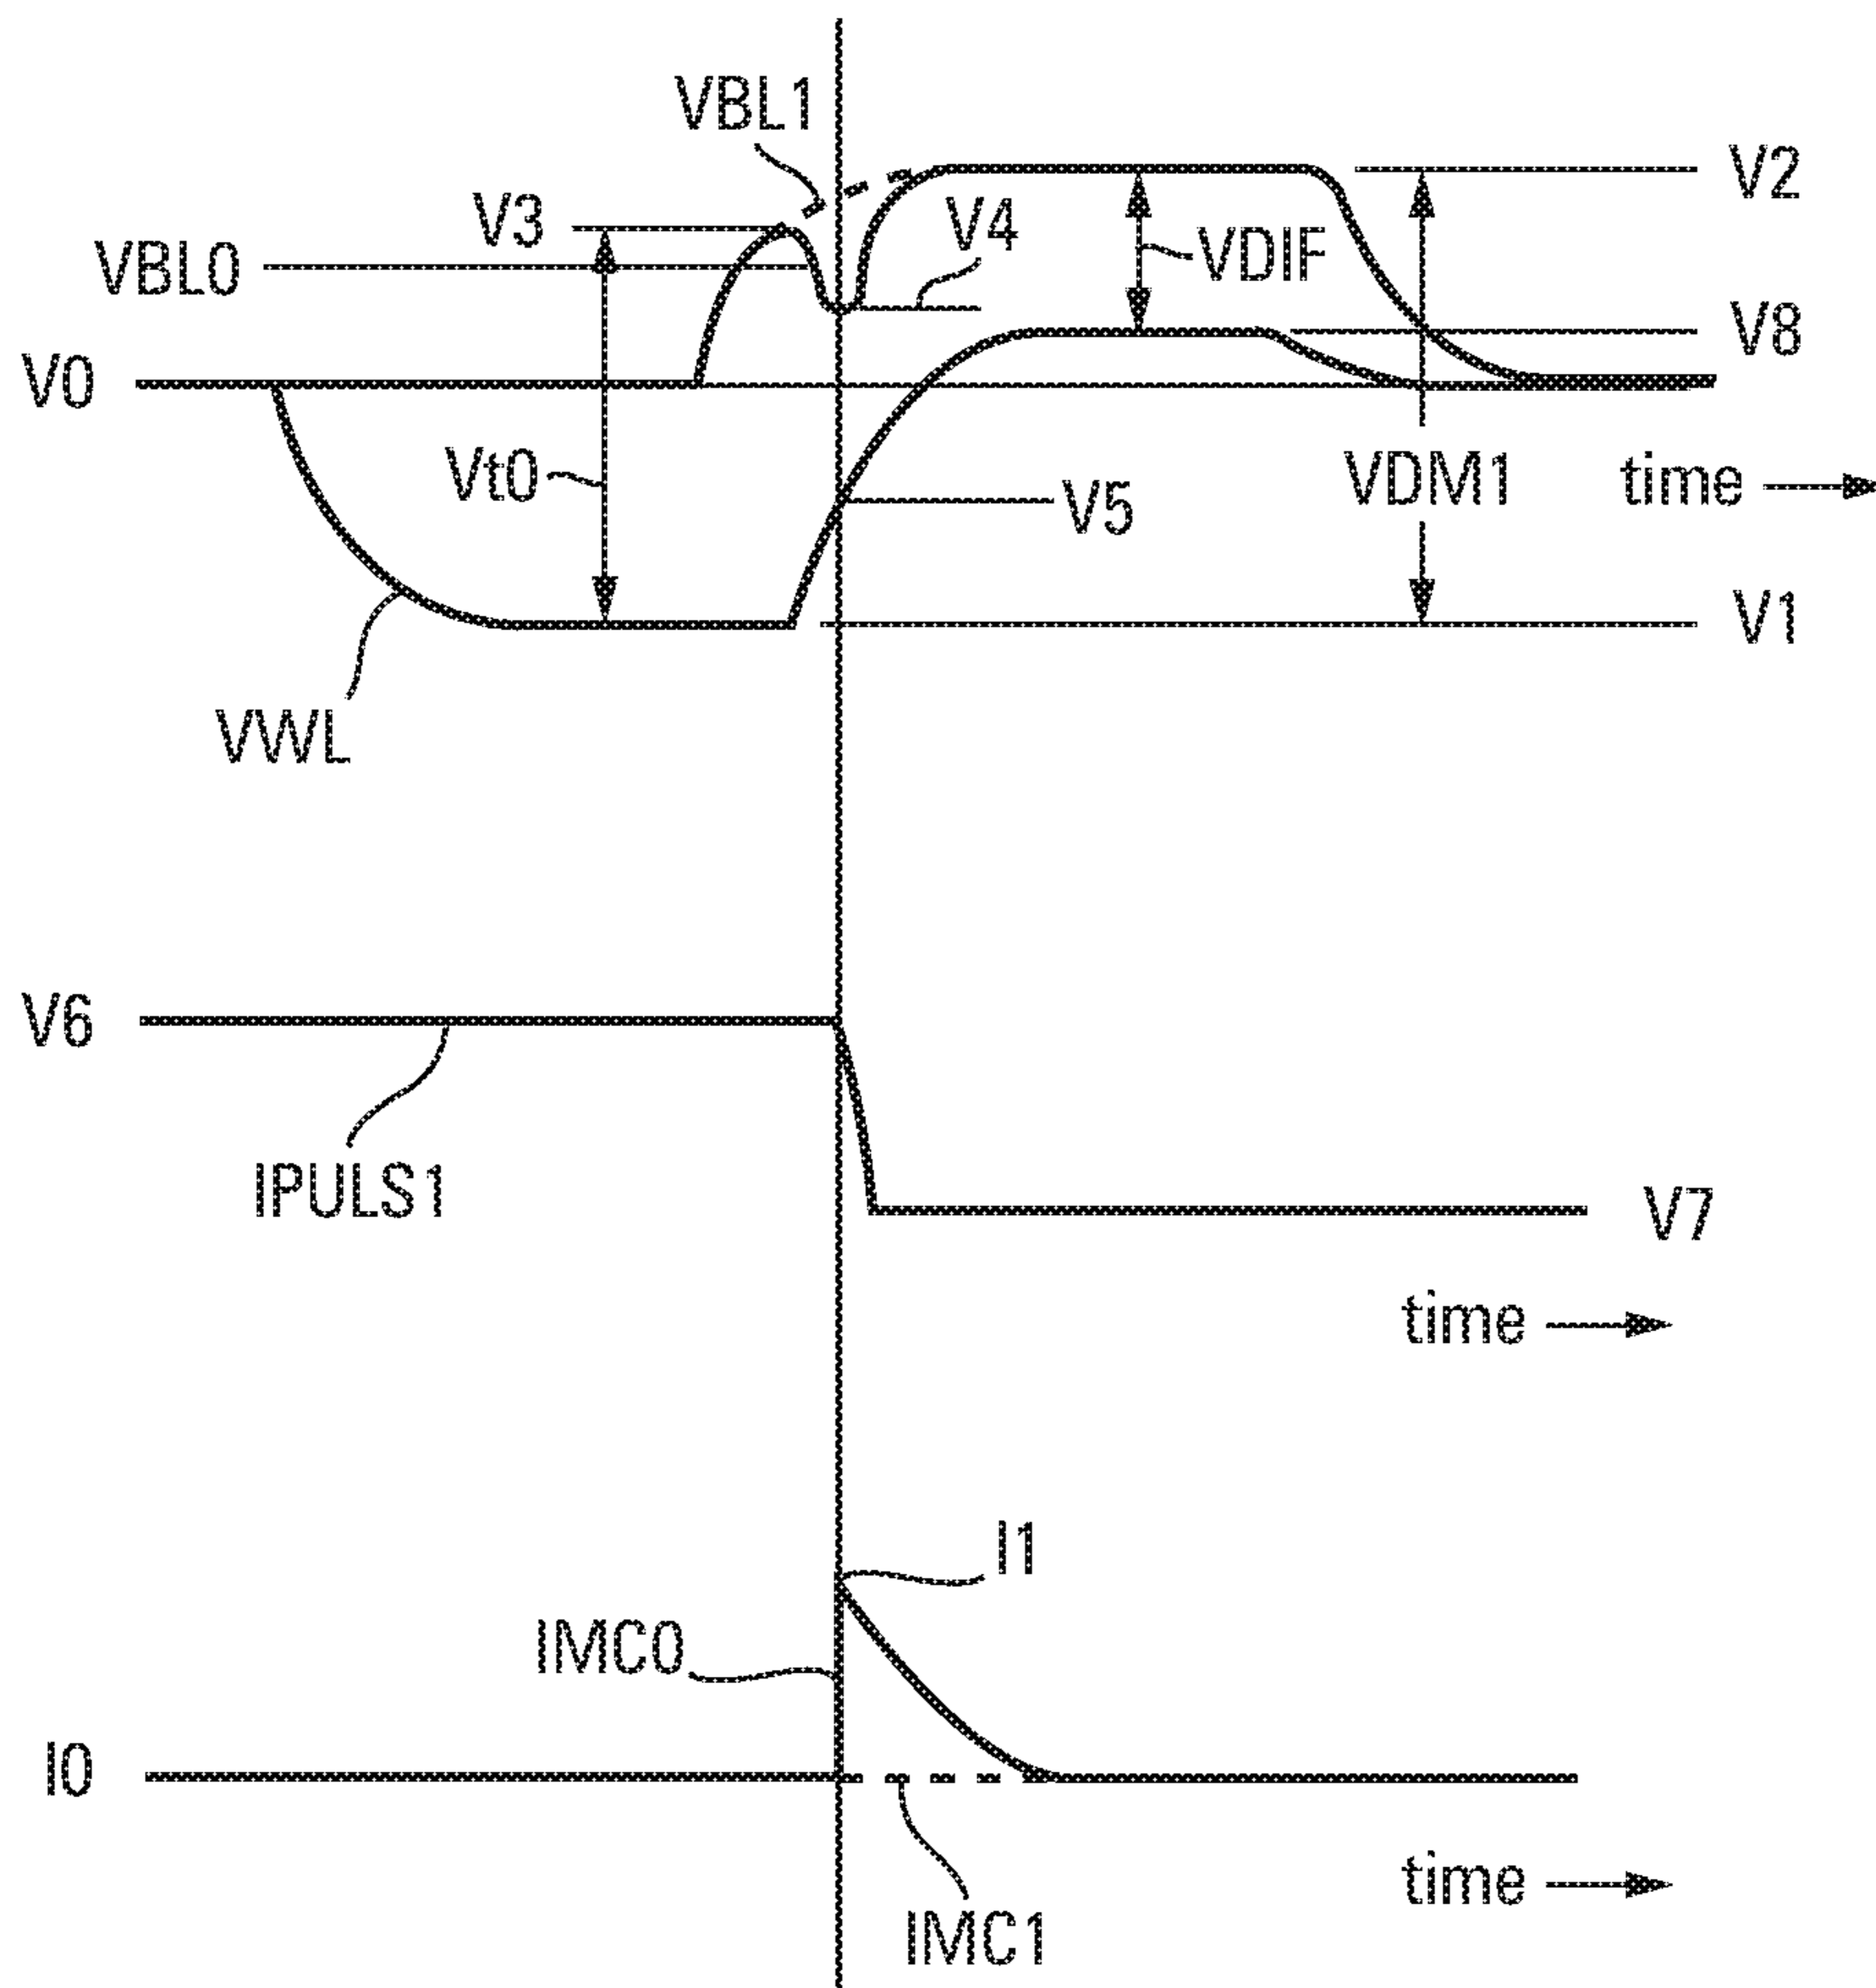 VBL1
V2
V3
V4
VBL0
VDIF
V8
V0
Vt0
VDM1
time
V5
V1
VWL
V6
IPULS1
V7
time
I1
IMC0
I0
time
IMC1